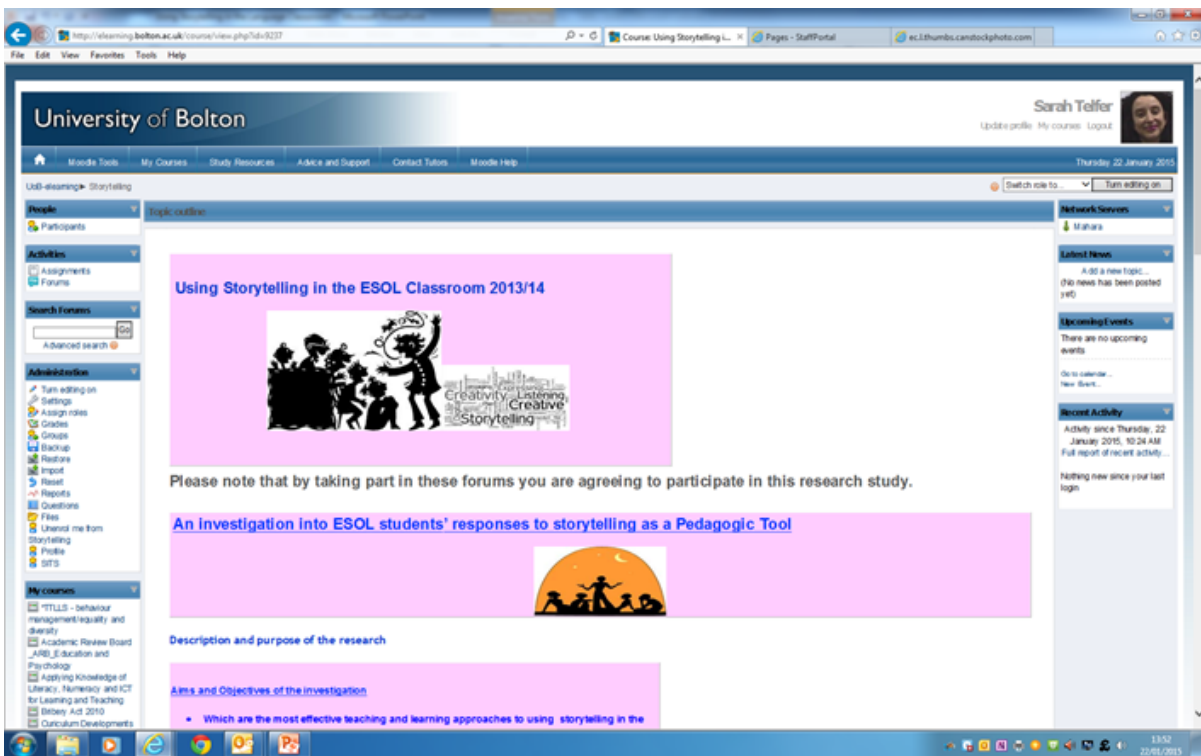 http://elearning.bolton.ac.uk/course/view.php?id=9237
Course: Using Storytelling i...
Pages - StaffPortal
ec.l.thumbs.canstockphoto.com
File Edit View Favorites Tools Help
University of Bolton
Sarah Telfer
Update profile My courses Logout
Moodle Tools My Courses Study Resources Advice and Support Contact Tutors Moodle Help
Thursday 22 January 2015
UoB-elearning► Storytelling
Switch role to...
Turn editing on
People
Participants
Activities
Assignments
Forums
Search Forums
Go
Advanced search
Administration
Turn editing on
Settings
Assign roles
Grades
Groups
Backup
Restore
Import
Reset
Reports
Questions
Files
Unenrol me from
Storytelling
Profile
SITS
My courses
*TTLLS - behaviour
management/equality and
diversity
Academic Review Board
_ARB_Education and
Psychology
Applying Knowledge of
Literacy, Numeracy and ICT
for Learning and Teaching
Bribery Act 2010
Curriculum Developments
Topic outline
Using Storytelling in the ESOL Classroom 2013/14
Creativity Listening
Creative
Storytelling
Please note that by taking part in these forums you are agreeing to participate in this research study.
An investigation into ESOL students' responses to storytelling as a Pedagogic Tool
Description and purpose of the research
Aims and Objectives of the investigation
• Which are the most effective teaching and learning approaches to using storytelling in the
Network Servers
Mahara
Latest News
Add a new topic...
(No news has been posted
yet)
Upcoming Events
There are no upcoming
events
Go to calendar...
New Event...
Recent Activity
Activity since Thursday, 22
January 2015, 10:24 AM
Full report of recent activity...
Nothing new since your last
login
13:52
22/01/2015